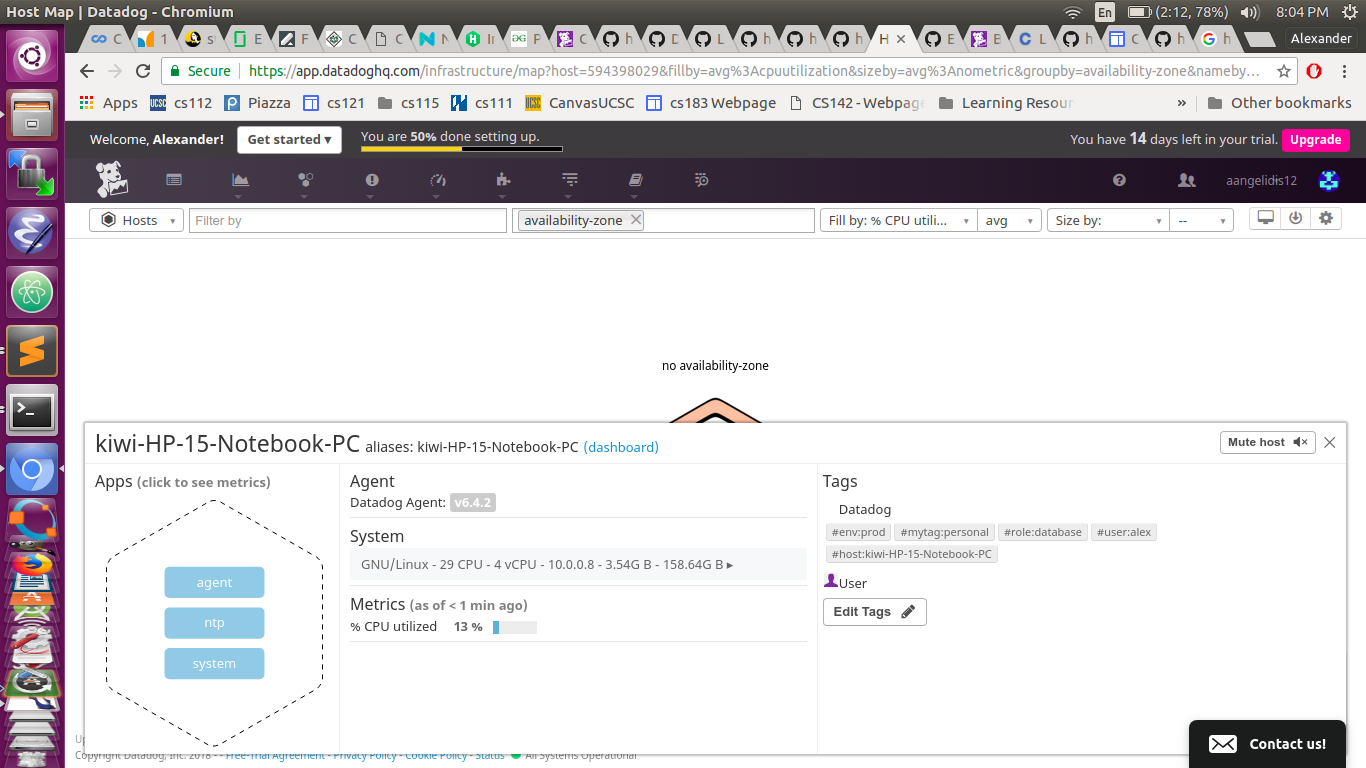 Host Map | Datadog - Chromium
En (2:12, 78%) 8:04 PM
Alexander
Secure https://app.datadoghq.com/infrastructure/map?host=594398029&fillby=avg%3Acpuutilization&sizeby=avg%3Anometric&groupby=availability-zone&nameby…
Apps cs112 Piazza cs121 cs115 cs111 CanvasUCSC cs183 Webpage CS142 - Webpage Learning Resour » Other bookmarks
Welcome, Alexander! Get started ▾ You are 50% done setting up. You have 14 days left in your trial. Upgrade
aangelidis12
Hosts Filter by availability-zone Fill by: % CPU utili... avg Size by: --
no availability-zone
kiwi-HP-15-Notebook-PC aliases: kiwi-HP-15-Notebook-PC (dashboard) Mute host
Apps (click to see metrics)
agent
ntp
system
Agent
Datadog Agent: v6.4.2
System
GNU/Linux - 29 CPU - 4 vCPU - 10.0.0.8 - 3.54G B - 158.64G B ▸
Metrics (as of < 1 min ago)
% CPU utilized 13 %
Tags
Datadog
#env:prod #mytag:personal #role:database #user:alex
#host:kiwi-HP-15-Notebook-PC
User
Edit Tags
Copyright Datadog, Inc. 2018 - - Free-Trial Agreement - Privacy Policy - Cookie Policy - Status All Systems Operational
Contact us!